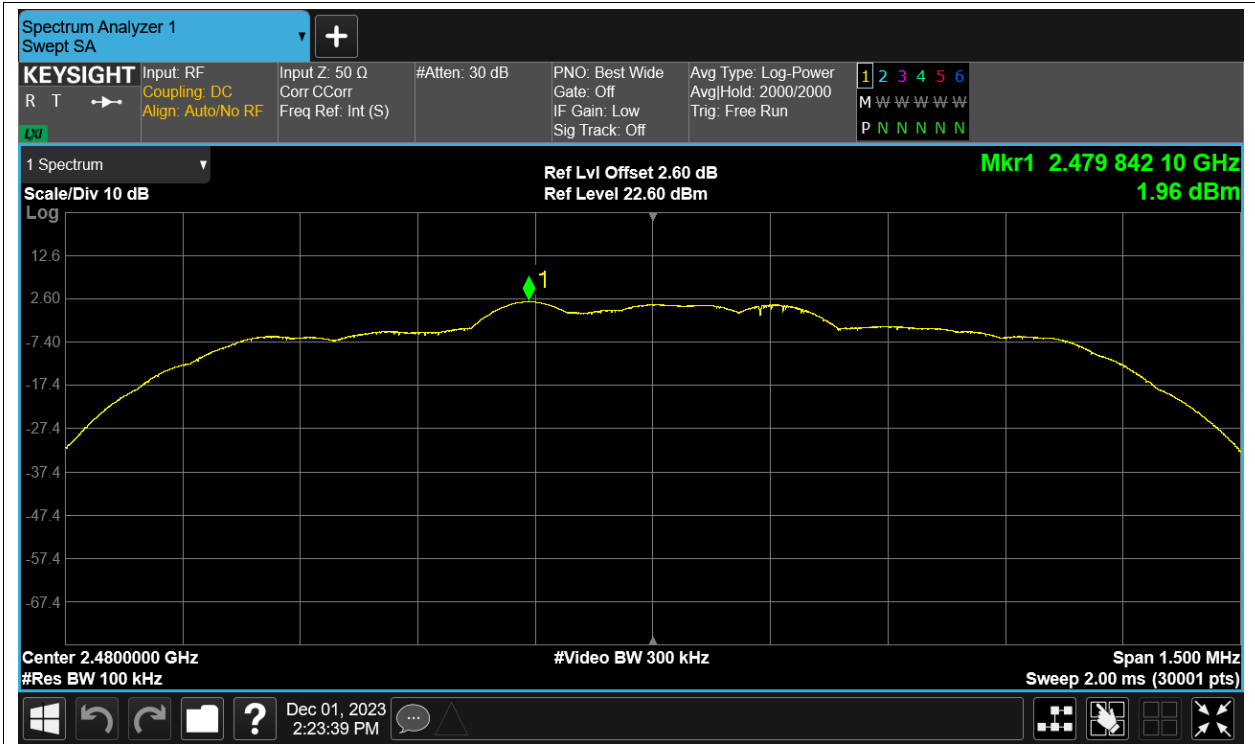 Spectrum Analyzer 1
Swept SA
KEYSIGHT
R T
LXI
Input: RF
Coupling: DC
Align: Auto/No RF
Input Z: 50 Ω
Corr CCorr
Freq Ref: Int (S)
#Atten: 30 dB
PNO: Best Wide
Gate: Off
IF Gain: Low
Sig Track: Off
Avg Type: Log-Power
Avg|Hold: 2000/2000
Trig: Free Run
1 2 3 4 5 6
M W W W W W
P N N N N N
1 Spectrum
Scale/Div 10 dB
Log
Ref Lvl Offset 2.60 dB
Ref Level 22.60 dBm
Mkr1 2.479 842 10 GHz
1.96 dBm
12.6
2.60
-7.40
-17.4
-27.4
-37.4
-47.4
-57.4
-67.4
1
Center 2.4800000 GHz
#Res BW 100 kHz
#Video BW 300 kHz
Span 1.500 MHz
Sweep 2.00 ms (30001 pts)
?
Dec 01, 2023
2:23:39 PM